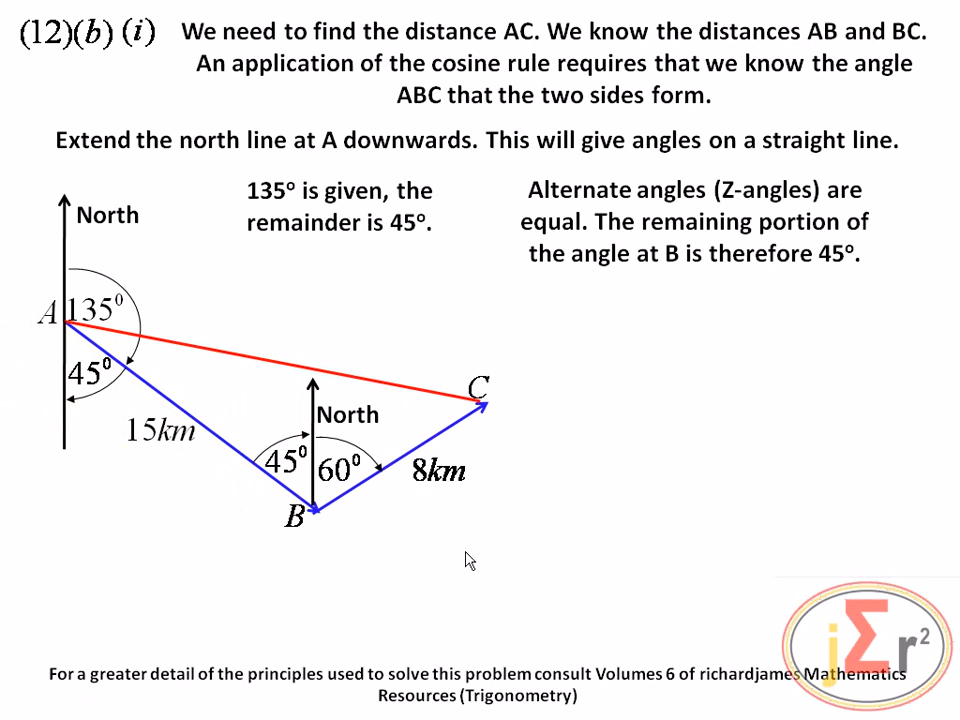 (12)(b) (i) We need to find the distance AC. We know the distances AB and BC.
An application of the cosine rule requires that we know the angle
ABC that the two sides form.
Extend the north line at A downwards. This will give angles on a straight line.
135° is given, the
remainder is 45°.
Alternate angles (Z-angles) are
equal. The remaining portion of
the angle at B is therefore 45°.
North
A 135⁰
45⁰
C
North
15km
45⁰ 60⁰ 8km
B
jΣr²
For a greater detail of the principles used to solve this problem consult Volumes 6 of richardjames Mathematics
Resources (Trigonometry)